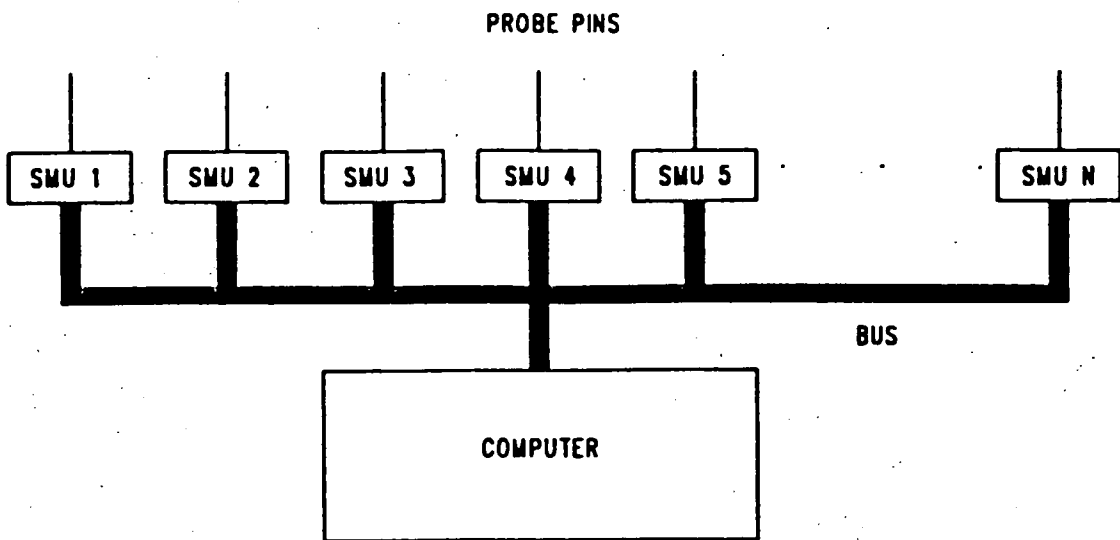 PROBE PINS
SMU 1
SMU 2
SMU 3
SMU 4
SMU 5
SMU N
BUS
COMPUTER